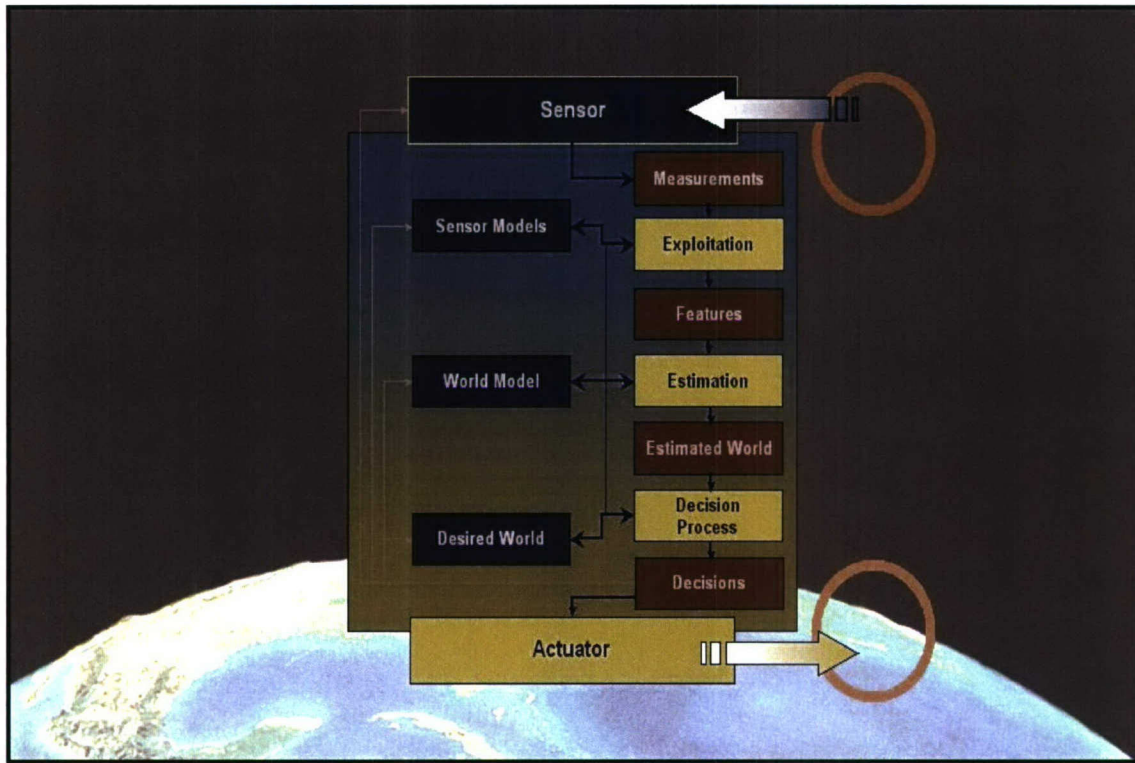 Sensor
Measurements
Sensor Models
Exploitation
Features
World Model
Estimation
Estimated World
Decision
Process
Desired World
Decisions
Actuator